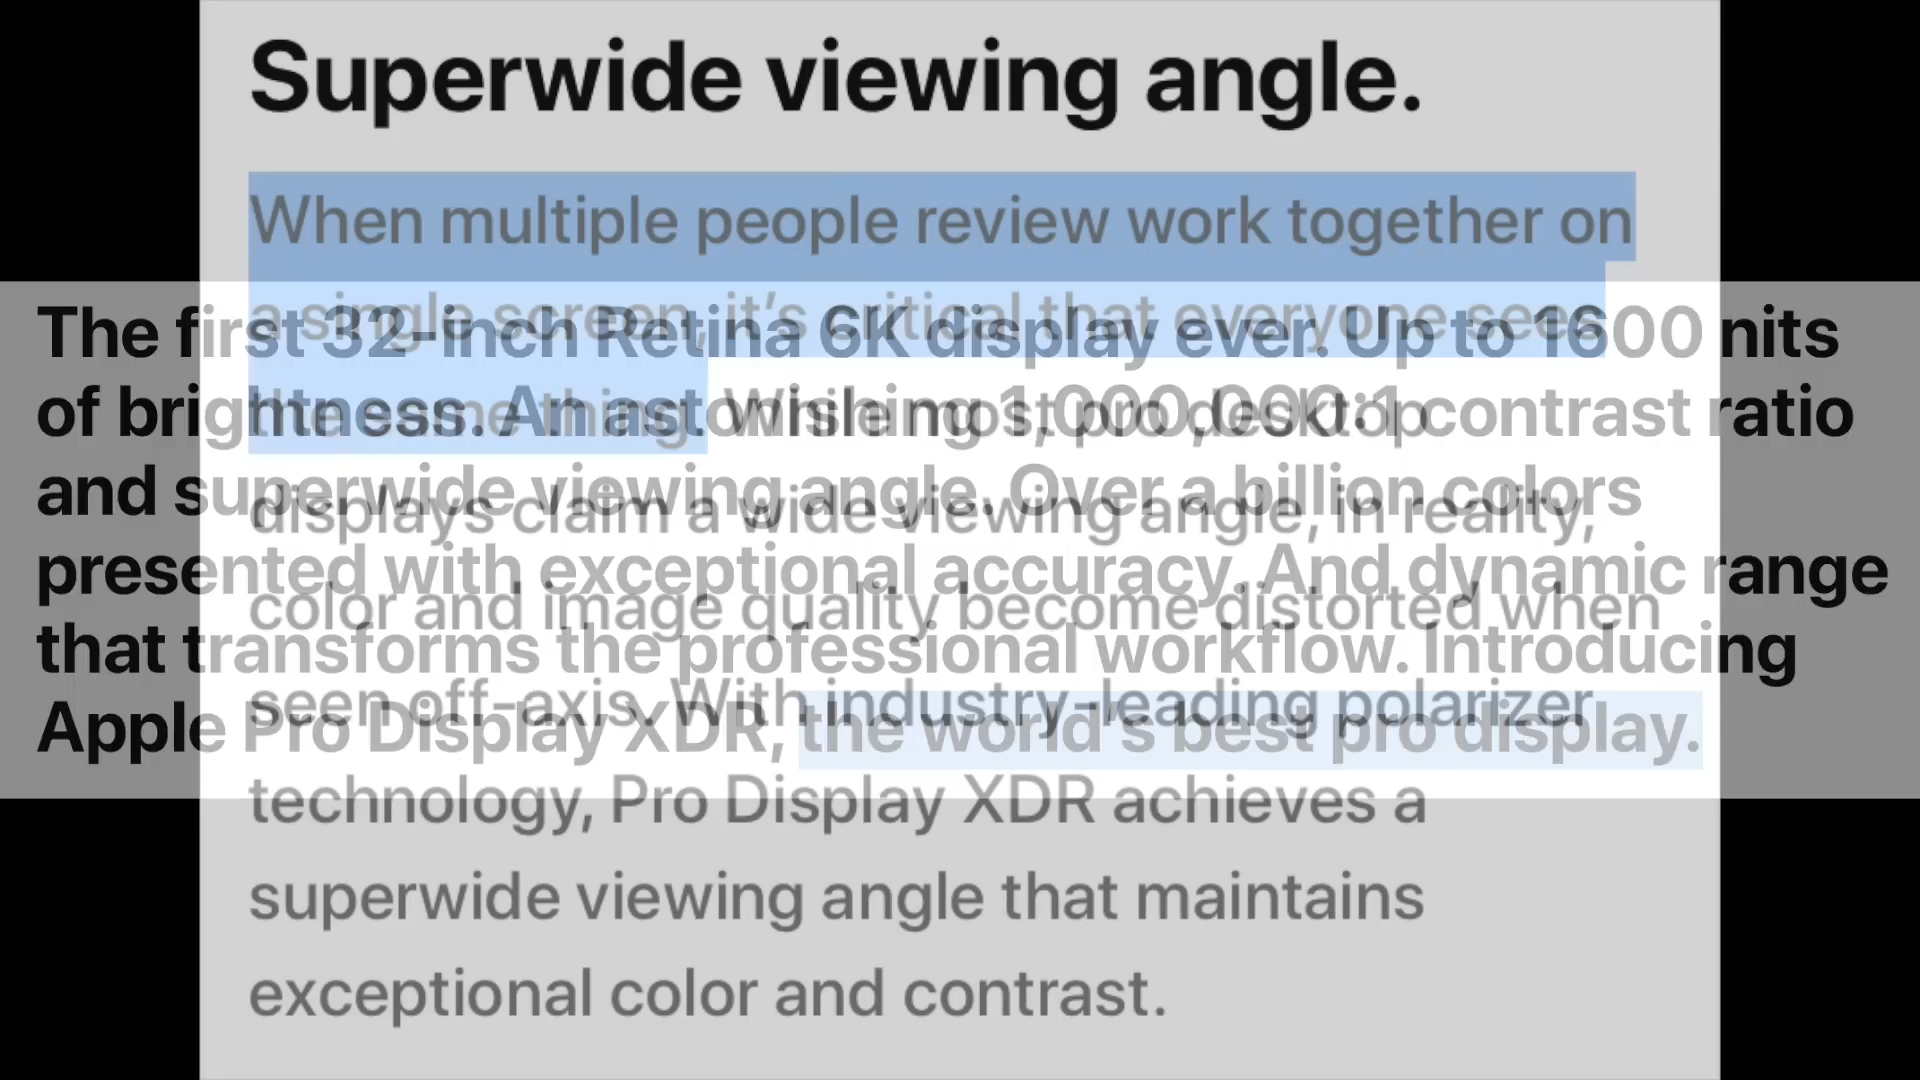 Superwide viewing angle.
When multiple people review work together on
a single screen, it's critical that everyone sees
the same thing. While most pro desktop
displays claim a wide viewing angle, in reality,
color and image quality become distorted when
seen off-axis. With industry-leading polarizer
technology, Pro Display XDR achieves a
superwide viewing angle that maintains
exceptional color and contrast.
The first 32-inch Retina 6K display ever. Up to 1600 nits
of brightness. An astonishing 1,000,000:1 contrast ratio
and superwide viewing angle. Over a billion colors
presented with exceptional accuracy. And dynamic range
that transforms the professional workflow. Introducing
Apple Pro Display XDR, the world's best pro display.